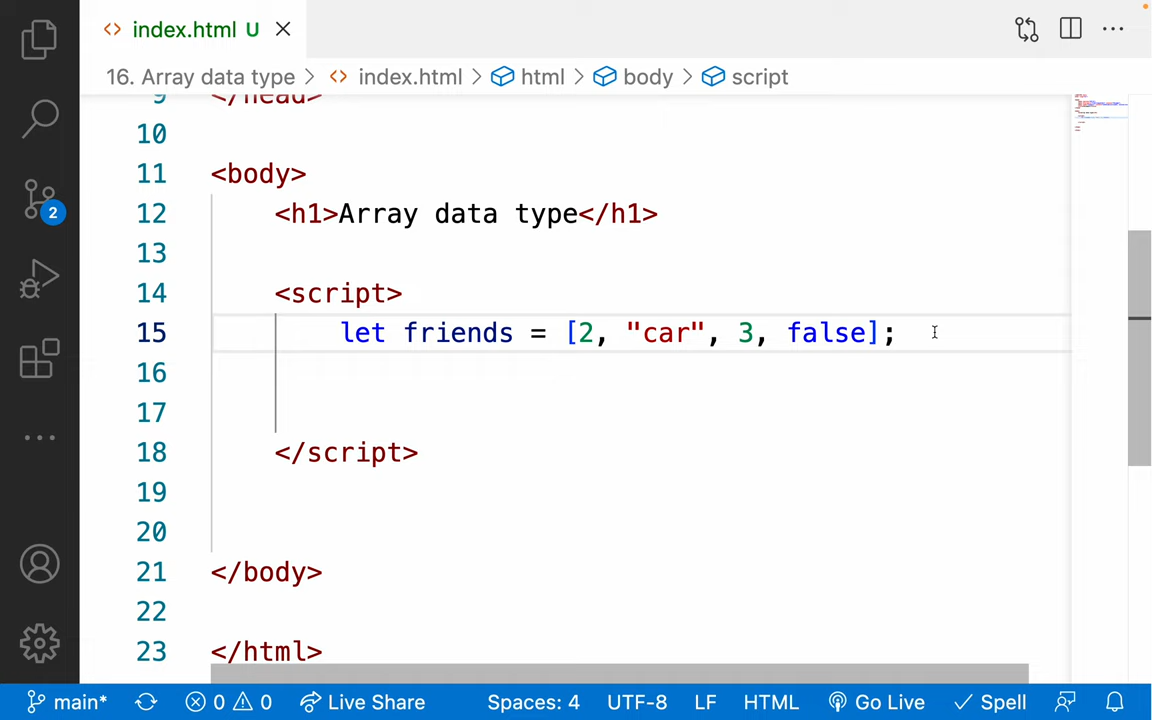 index.html U
16. Array data type > index.html > html > body > script
9 </head>
10
11 <body>
12 <h1>Array data type</h1>
13
14 <script>
15 let friends = [2, "car", 3, false];
16
17
18 </script>
19
20
21 </body>
22
23 </html>
2
main* 0 0 Live Share Spaces: 4 UTF-8 LF HTML Go Live Spell